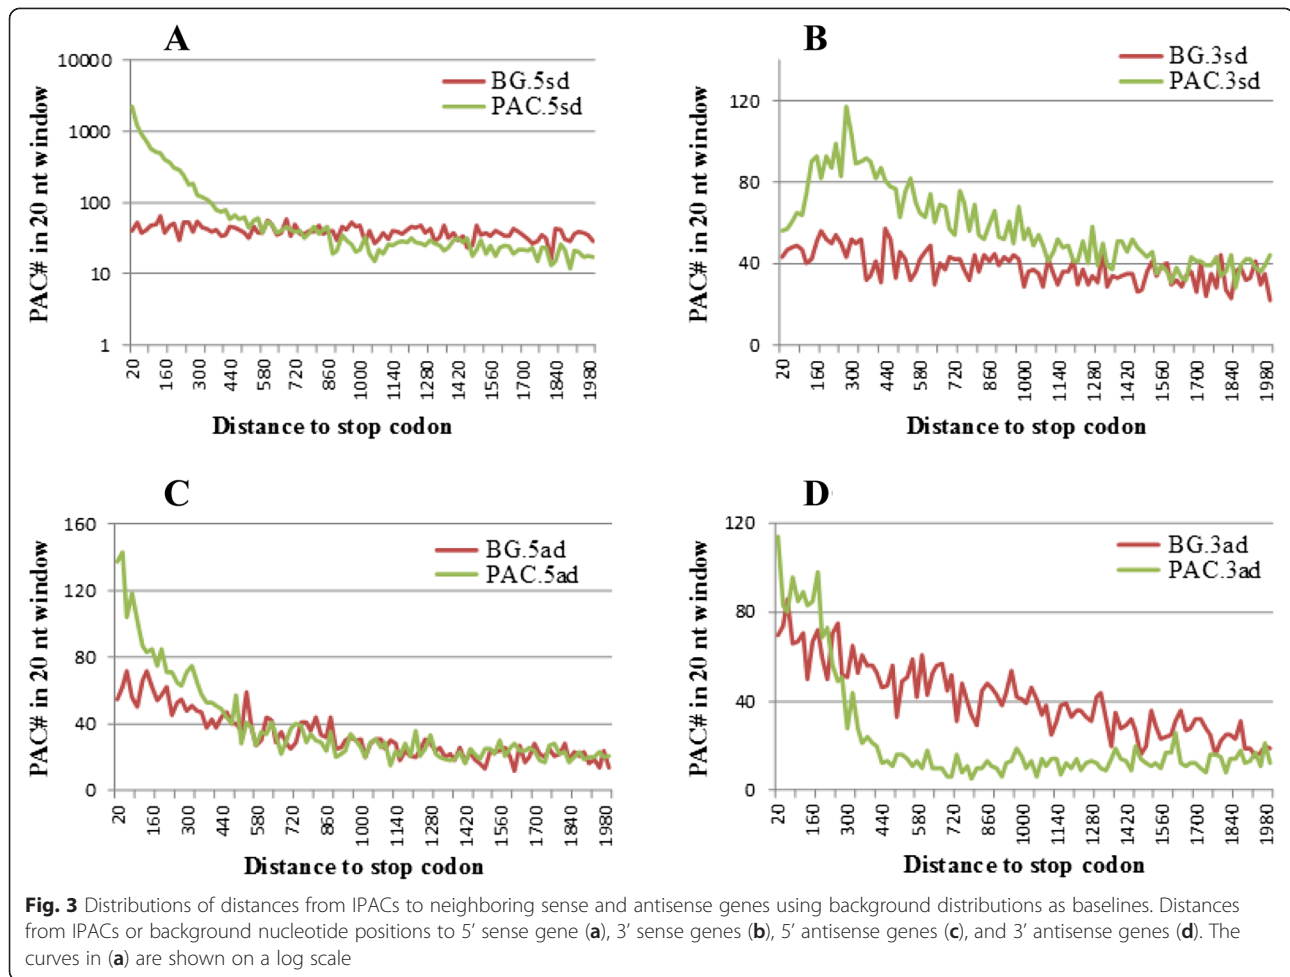 A
10000
1000
100
10
1
PAC# in 20 nt window
BG.5sd
PAC.5sd
20 160 300 440 580 720 860 1000 1140 1280 1420 1560 1700 1840 1980
Distance to stop codon
B
120
80
40
0
PAC# in 20 nt window
BG.3sd
PAC.3sd
20 160 300 440 580 720 860 1000 1140 1280 1420 1560 1700 1840 1980
Distance to stop codon
C
160
120
80
40
0
PAC# in 20 nt window
BG.5ad
PAC.5ad
20 160 300 440 580 720 860 1000 1140 1280 1420 1560 1700 1840 1980
Distance to stop codon
D
120
80
40
0
PAC# in 20 nt window
BG.3ad
PAC.3ad
20 160 300 440 580 720 860 1000 1140 1280 1420 1560 1700 1840 1980
Distance to stop codon
Fig. 3 Distributions of distances from IPACs to neighboring sense and antisense genes using background distributions as baselines. Distances
from IPACs or background nucleotide positions to 5’ sense gene (a), 3’ sense genes (b), 5’ antisense genes (c), and 3’ antisense genes (d). The
curves in (a) are shown on a log scale